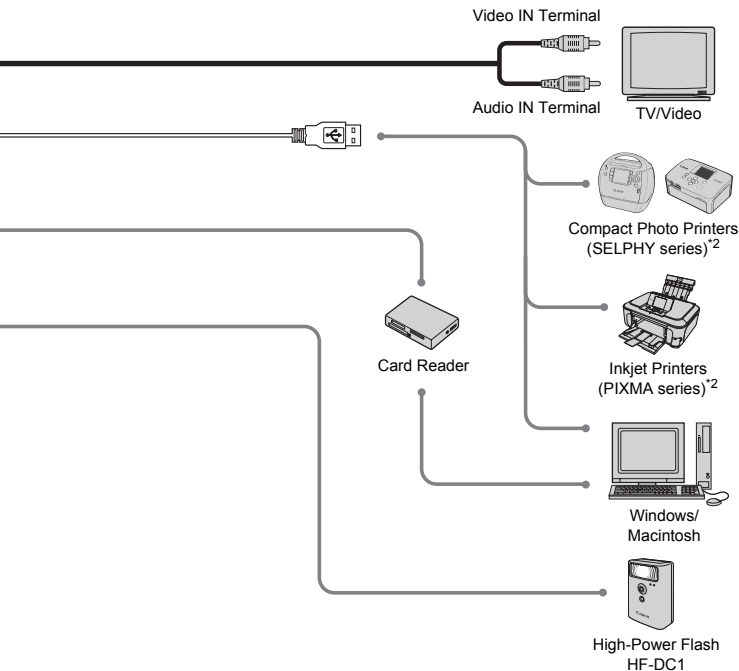 Video IN Terminal
Audio IN Terminal
TV/Video
Compact Photo Printers
(SELPHY series)*2
Card Reader
Inkjet Printers
(PIXMA series)*2
Windows/
Macintosh
High-Power Flash
HF-DC1